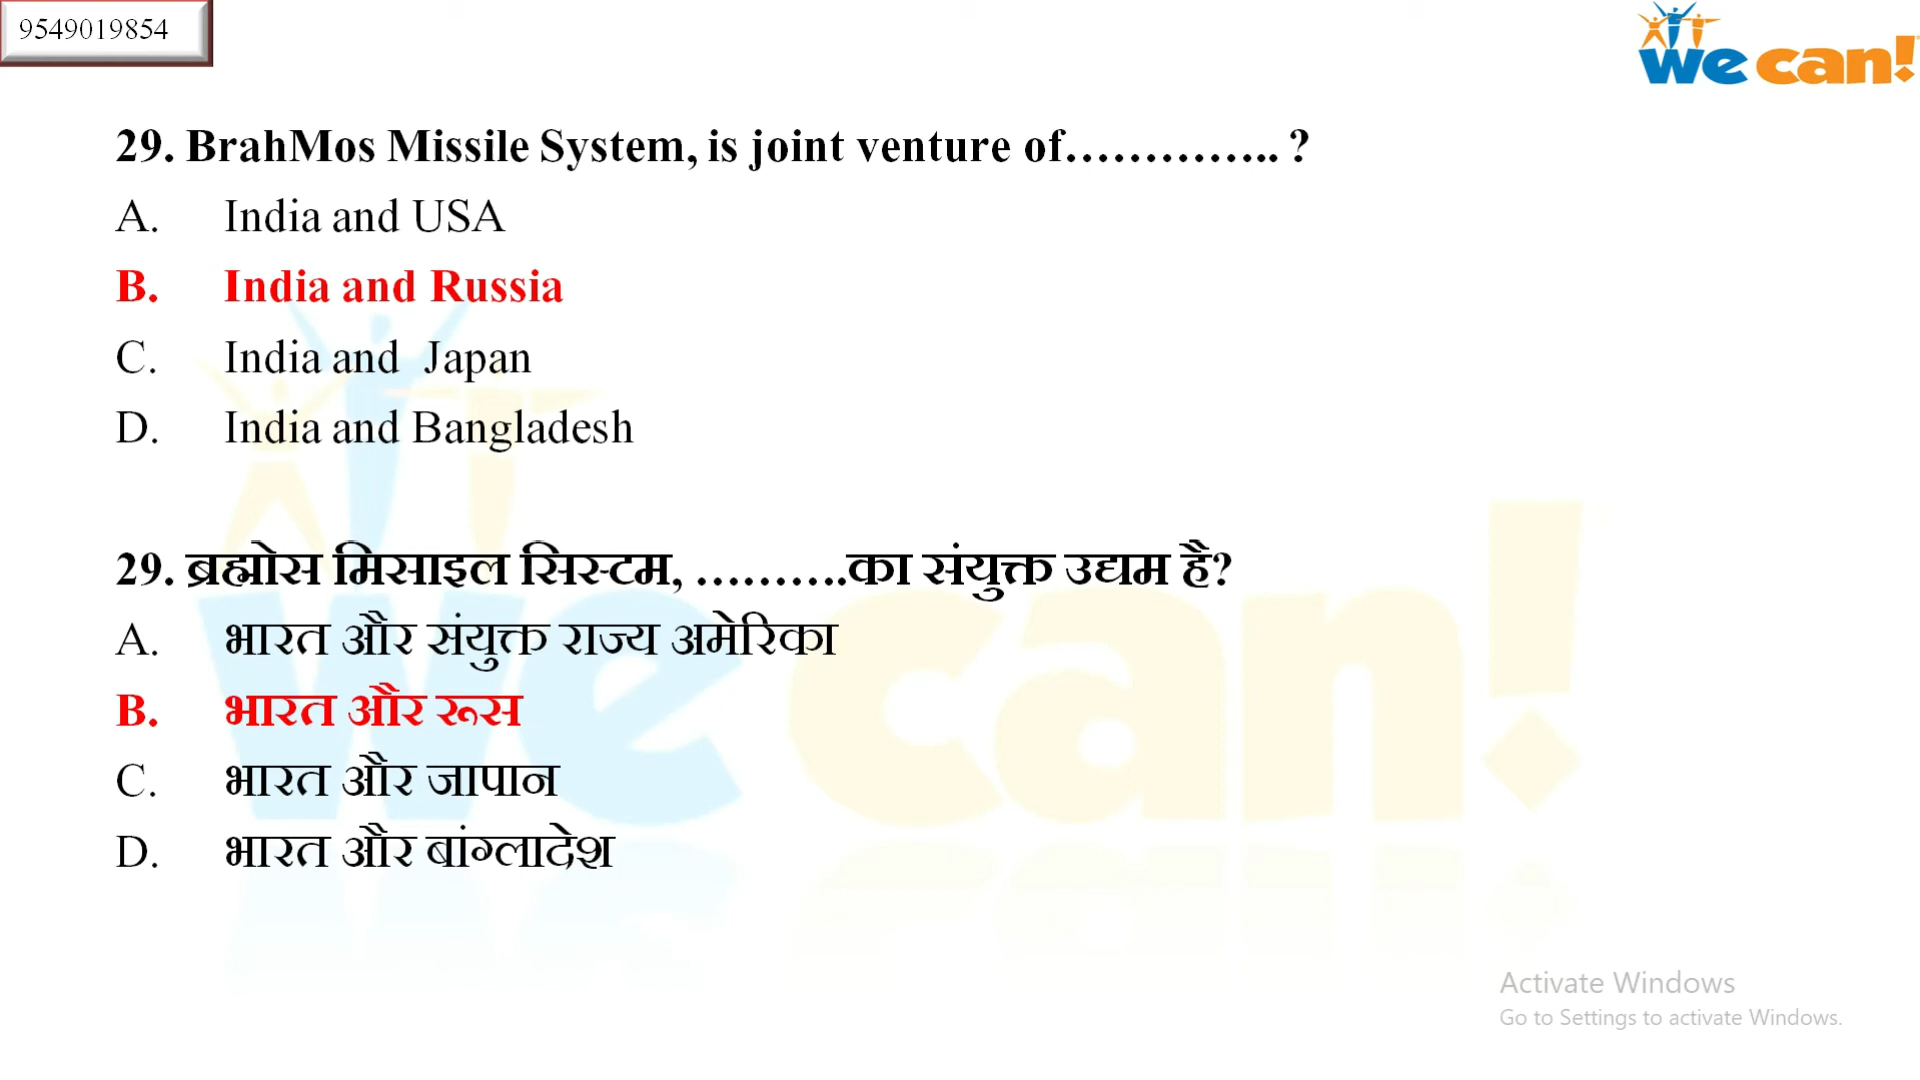 9549019854
we can!
29. BrahMos Missile System, is joint venture of………….. ?
A. India and USA
B. India and Russia
C. India and Japan
D. India and Bangladesh
29. ब्रह्मोस मिसाइल सिस्टम, ……….का संयुक्त उद्यम है?
A. भारत और संयुक्त राज्य अमेरिका
B. भारत और रूस
C. भारत और जापान
D. भारत और बांग्लादेश
we can!
Activate Windows
Go to Settings to activate Windows.